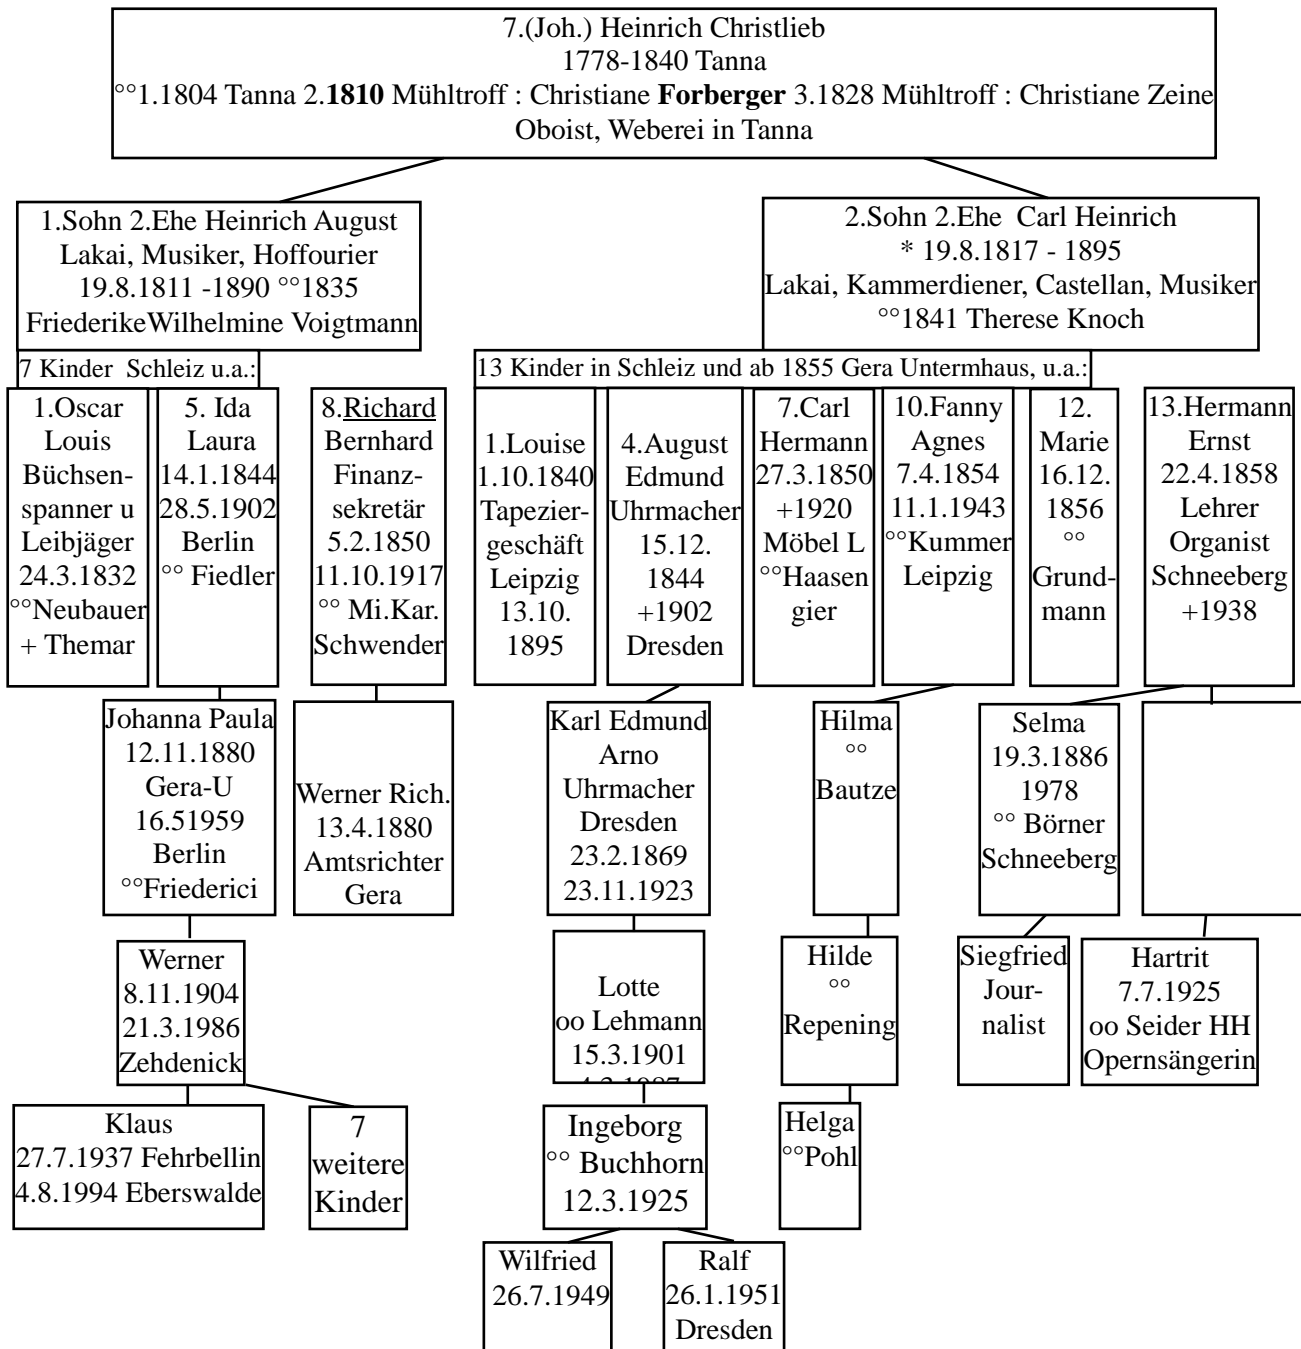 7.(Joh.) Heinrich Christlieb
1778-1840 Tanna
°°1.1804 Tanna 2.1810 Mühltroff : Christiane Forberger 3.1828 Mühltroff : Christiane Zeine
Oboist, Weberei in Tanna
1.Sohn 2.Ehe Heinrich August
Lakai, Musiker, Hoffourier
19.8.1811 -1890 °°1835
FriederikeWilhelmine Voigtmann
2.Sohn 2.Ehe  Carl Heinrich
* 19.8.1817 - 1895
Lakai, Kammerdiener, Castellan, Musiker
°°1841 Therese Knoch
7 Kinder  Schleiz u.a.:
13 Kinder in Schleiz und ab 1855 Gera Untermhaus, u.a.:
1.Oscar
Louis
Büchsen-
spanner u
Leibjäger
24.3.1832
°°Neubauer
+ Themar
5. Ida
Laura
14.1.1844
28.5.1902
Berlin
°° Fiedler
8.Richard
Bernhard
Finanz-
sekretär
5.2.1850
11.10.1917
°° Mi.Kar.
Schwender
1.Louise
1.10.1840
Tapezier-
geschäft
Leipzig
13.10.
1895
4.August
Edmund
Uhrmacher
15.12.
1844
+1902
Dresden
7.Carl
Hermann
27.3.1850
+1920
Möbel L
°°Haasen
gier
10.Fanny
Agnes
7.4.1854
11.1.1943
°°Kummer
Leipzig
12.
Marie
16.12.
1856
°°
Grund-
mann
13.Hermann
Ernst
22.4.1858
Lehrer
Organist
Schneeberg
+1938
Johanna Paula
12.11.1880
Gera-U
16.51959
Berlin
°°Friederici
Werner Rich.
13.4.1880
Amtsrichter
Gera
Karl Edmund
Arno
Uhrmacher
Dresden
23.2.1869
23.11.1923
Hilma
°°
Bautze
Selma
19.3.1886
1978
°° Börner
Schneeberg
Werner
8.11.1904
21.3.1986
Zehdenick
Lotte
oo Lehmann
15.3.1901
Hilde
°°
Repening
Siegfried
Jour-
nalist
Hartrit
7.7.1925
oo Seider HH
Opernsängerin
Klaus
27.7.1937 Fehrbellin
4.8.1994 Eberswalde
7
weitere
Kinder
Ingeborg
°° Buchhorn
12.3.1925
Helga
°°Pohl
Wilfried
26.7.1949
Ralf
26.1.1951
Dresden